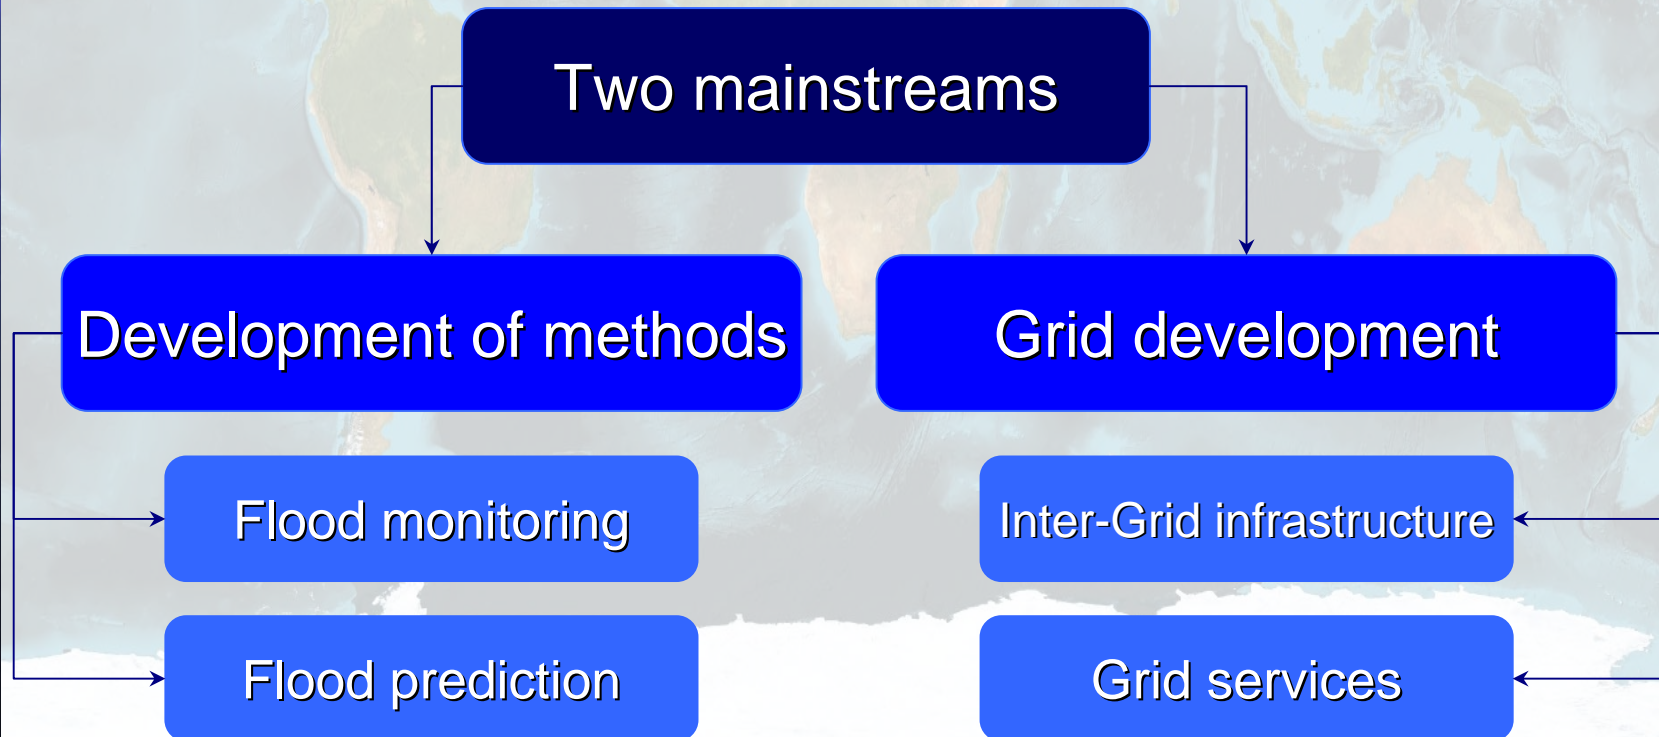 Two mainstreams
Development of methods
Grid development
Flood monitoring
Inter-Grid infrastructure
Flood prediction
Grid services